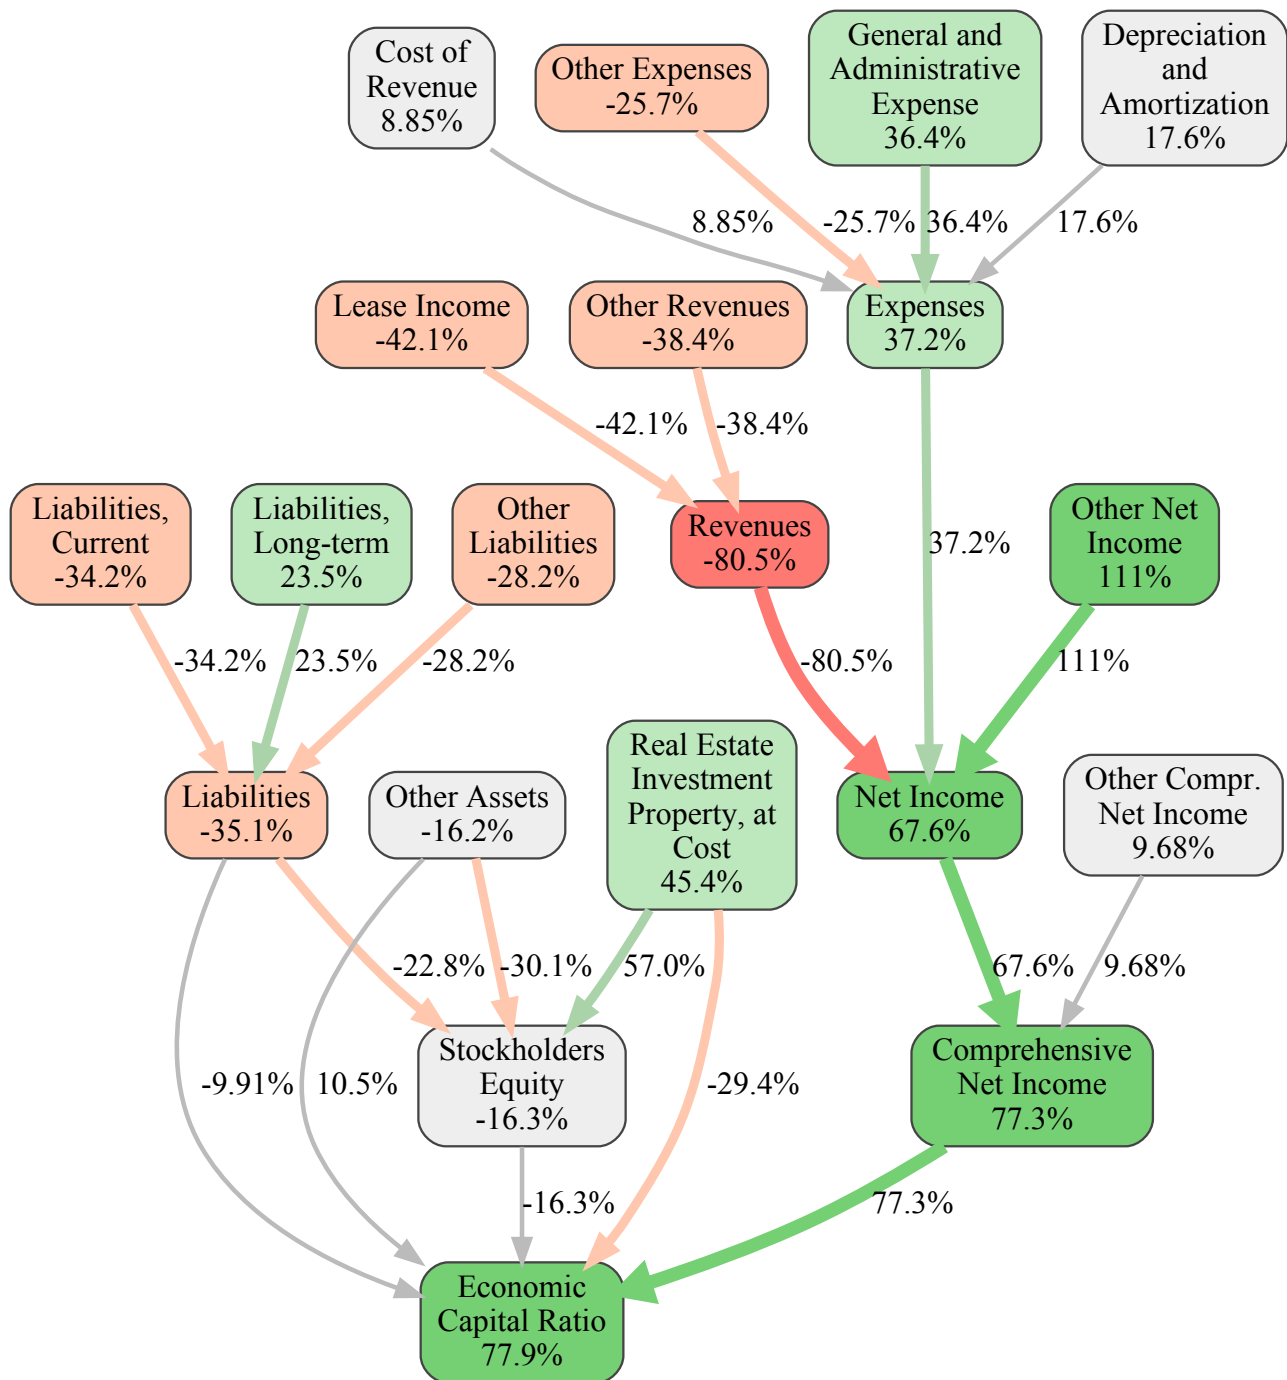 Cost of
Revenue
8.85%
Other Expenses
-25.7%
General and
Administrative
Expense
36.4%
Depreciation
and
Amortization
17.6%
8.85%
-25.7%
36.4%
17.6%
Lease Income
-42.1%
Other Revenues
-38.4%
Expenses
37.2%
-42.1%
-38.4%
Liabilities,
Current
-34.2%
Liabilities,
Long-term
23.5%
Other
Liabilities
-28.2%
Revenues
-80.5%
37.2%
Other Net
Income
111%
-34.2%
23.5%
-28.2%
-80.5%
111%
Liabilities
-35.1%
Other Assets
-16.2%
Real Estate
Investment
Property, at
Cost
45.4%
Net Income
67.6%
Other Compr.
Net Income
9.68%
-22.8%
-30.1%
57.0%
67.6%
9.68%
-9.91%
10.5%
Stockholders
Equity
-16.3%
-29.4%
Comprehensive
Net Income
77.3%
-16.3%
77.3%
Economic
Capital Ratio
77.9%